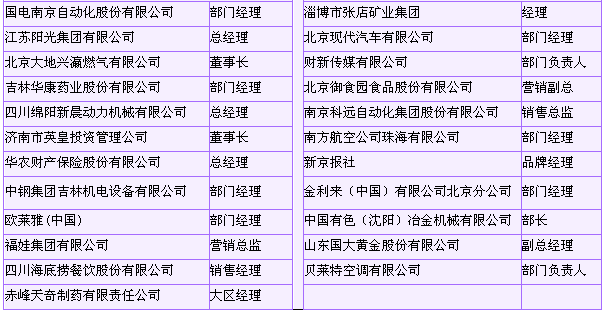 国电南京自动化股份有限公司 部门经理 淄博市张店矿业集团 经理
江苏阳光集团有限公司 总经理 北京现代汽车有限公司 部门经理
北京大地兴瀛燃气有限公司 董事长 财新传媒有限公司 部门负责人
吉林华康药业股份有限公司 部门经理 北京御食园食品股份有限公司 营销副总
四川绵阳新晨动力机械有限公司 总经理 南京科远自动化集团股份有限公司 销售总监
济南市英皇投资管理公司 董事长 南方航空公司珠海有限公司 部门经理
华农财产保险股份有限公司 总经理 新京报社 品牌经理
中钢集团吉林机电设备有限公司 部门经理 金利来（中国）有限公司北京分公司 部门经理
欧莱雅(中国) 部门经理 中国有色（沈阳）冶金机械有限公司 部长
福娃集团有限公司 营销总监 山东国大黄金股份有限公司 副总经理
四川海底捞餐饮股份有限公司 销售经理 贝莱特空调有限公司 部门负责人
赤峰天奇制药有限责任公司 大区经理